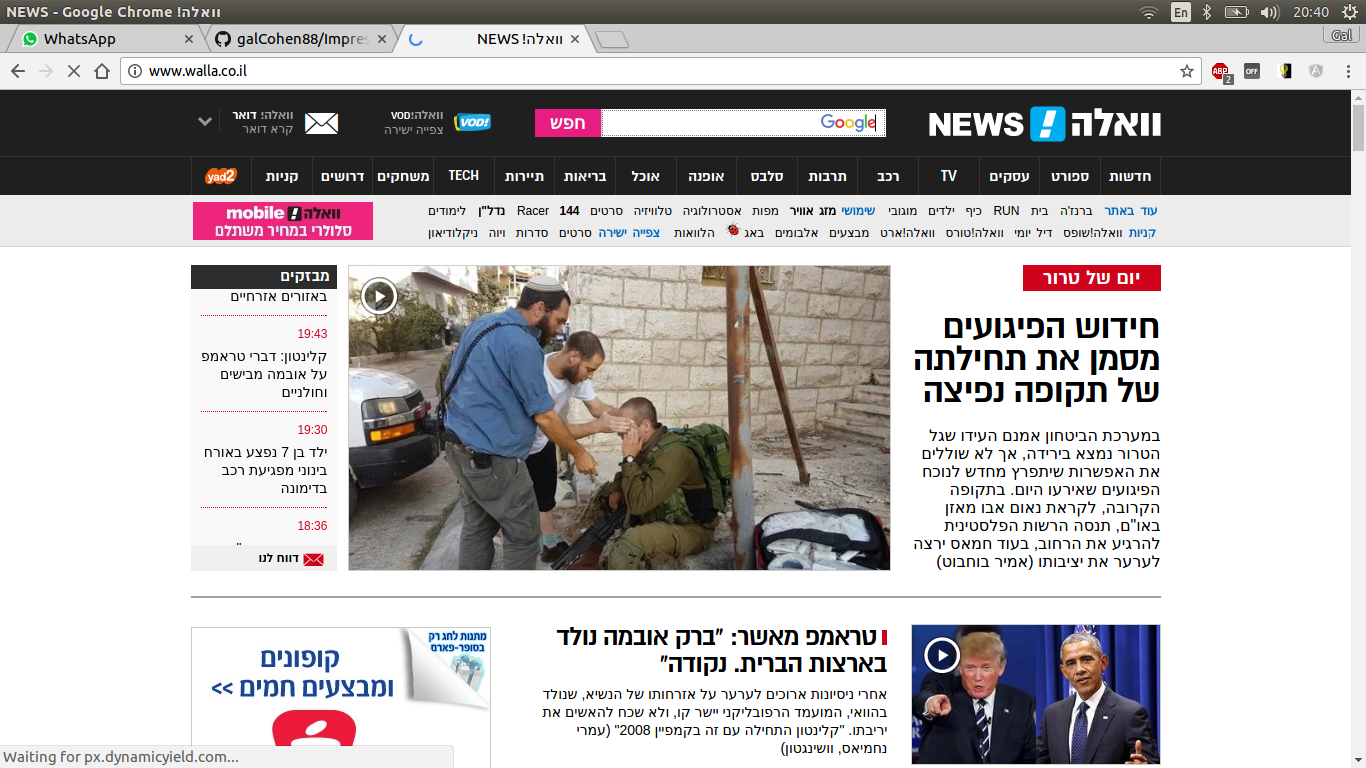 NEWS - Google Chrome !וואלה
En
20:40
WhatsApp
galCohen88/Impres
NEWS !וואלה
Gal
www.walla.co.il
ABP
2
OFF
וואלה! דואר
קרא דואר
וואלה!VOD
צפייה ישירה
VOD!
חפש
Google
וואלה! NEWS
חדשות
ספורט
עסקים
TV
רכב
תרבות
סלבס
אופנה
אוכל
בריאות
תיירות
TECH
משחקים
דרושים
קניות
yad2
עוד באתר ברנז'ה בית RUN כיף ילדים מגובי שימושי מזג אוויר מפות אסטרולוגיה טלוויזיה סרטים 144 Racer נדל"ן לימודים
קניות וואלה!שופס דיל יומי וואלה!טורס וואלה!ארט מבצעים אלבומים באג הלוואות צפייה ישירה סרטים סדרות ויוה ניקלודיאון
וואלה! mobile
סלולרי במחיר משתלם
יום של טרור
חידוש הפיגועים
מסמן את תחילתה
של תקופה נפיצה
במערכת הביטחון אמנם העידו שגל
הטרור נמצא בירידה, אך לא שוללים
את האפשרות שיתפרץ מחדש לנוכח
הפיגועים שאירעו היום. בתקופה
הקרובה, לקראת נאום אבו מאזן
באו"ם, תנסה הרשות הפלסטינית
להרגיע את הרחוב, בעוד חמאס ירצה
לערער את יציבותו (אמיר בוחבוט)
מבזקים
באזורים אזרחיים
19:43
קלינטון: דברי טראמפ
על אובמה מבישים
וחולניים
19:30
ילד בן 7 נפצע באורח
בינוני מפגיעת רכב
בדימונה
18:36
דווח לנו
טראמפ מאשר: "ברק אובמה נולד
בארצות הברית. נקודה"
אחרי ניסיונות ארוכים לערער על אזרחותו של הנשיא, שנולד
בהוואי, המועמד הרפובליקני יישר קו, ולא שכח להאשים את
יריבתו. "קלינטון התחילה עם זה בקמפיין 2008" (עמרי
נחמיאס, וושינגטון)
מתנות לחג רק
בסופר-פארם
קופונים
ומבצעים חמים >>
Waiting for px.dynamicyield.com...